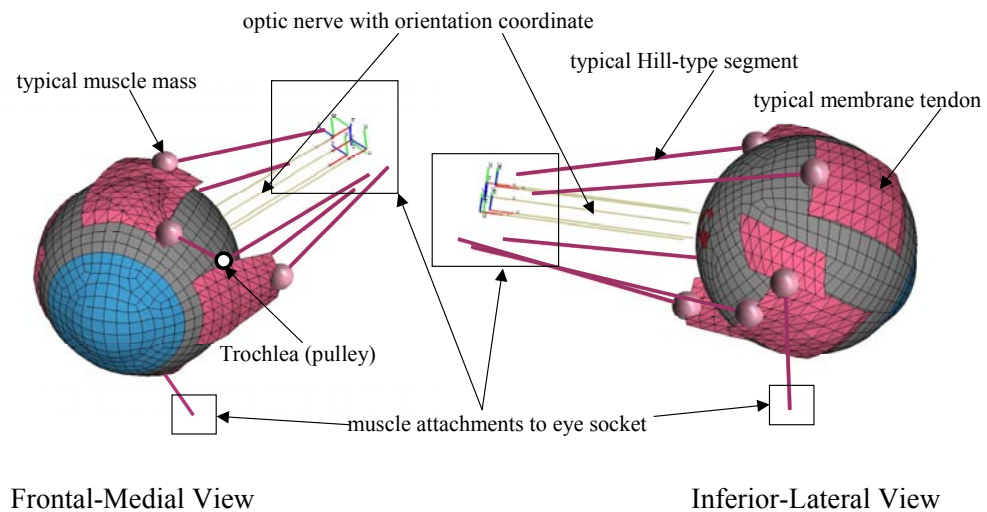 optic nerve with orientation coordinate
typical muscle mass
typical Hill-type segment
typical membrane tendon
Trochlea (pulley)
muscle attachments to eye socket
Frontal-Medial View
Inferior-Lateral View